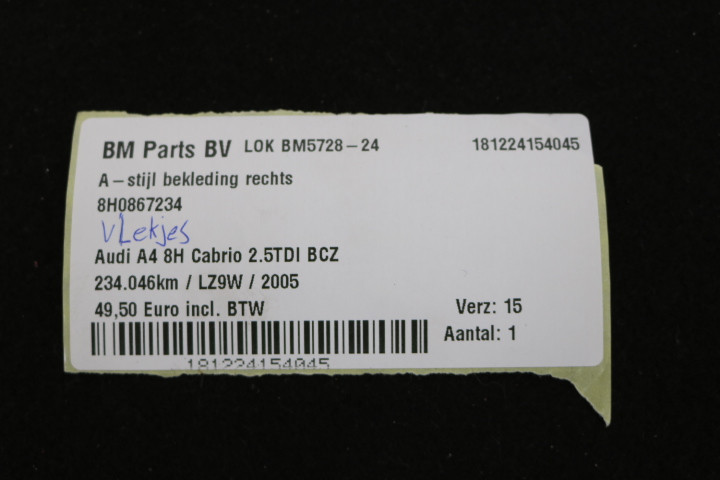 BM Parts BV LOK BM5728-24 181224154045
A-stijl bekleding rechts
8H0867234
vLekjes
Audi A4 8H Cabrio 2.5TDI BCZ
234.046km / LZ9W / 2005
49,50 Euro incl. BTW Verz: 15
Aantal: 1
181224154045